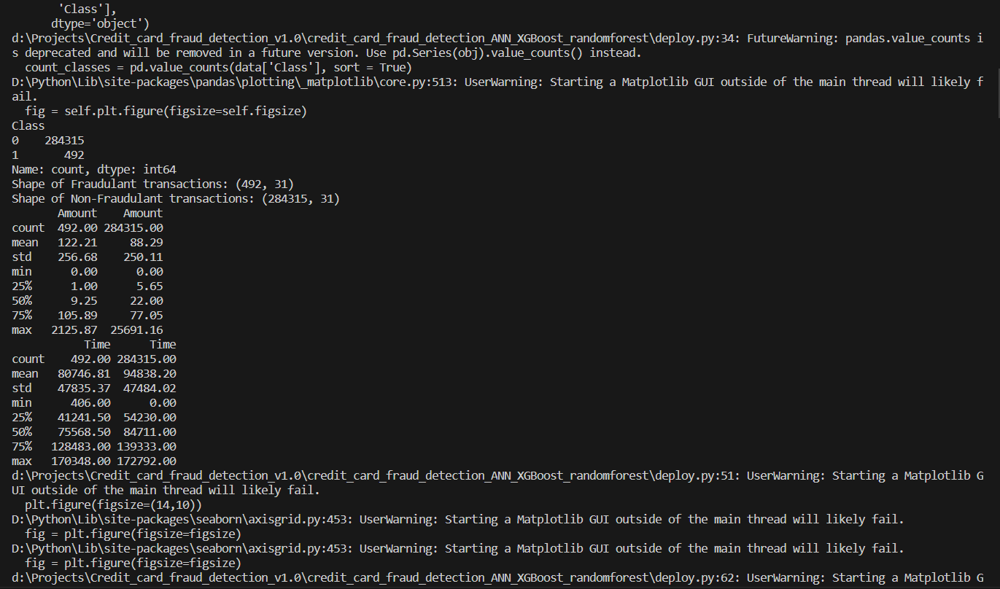 'Class'],
dtype='object')
d:\Projects\Credit_card_fraud_detection_v1.0\credit_card_fraud_detection_ANN_XGBoost_randomforest\deploy.py:34: FutureWarning: pandas.value_counts i
s deprecated and will be removed in a future version. Use pd.Series(obj).value_counts() instead.
  count_classes = pd.value_counts(data['Class'], sort = True)
D:\Python\Lib\site-packages\pandas\plotting\_matplotlib\core.py:513: UserWarning: Starting a Matplotlib GUI outside of the main thread will likely f
ail.
  fig = self.plt.figure(figsize=self.figsize)
Class
0    284315
1       492
Name: count, dtype: int64
Shape of Fraudulant transactions: (492, 31)
Shape of Non-Fraudulant transactions: (284315, 31)
       Amount    Amount
count  492.00 284315.00
mean   122.21     88.29
std    256.68    250.11
min      0.00      0.00
25%      1.00      5.65
50%      9.25     22.00
75%    105.89     77.05
max   2125.87  25691.16
           Time      Time
count    492.00 284315.00
mean   80746.81  94838.20
std    47835.37  47484.02
min      406.00      0.00
25%    41241.50  54230.00
50%    75568.50  84711.00
75%   128483.00 139333.00
max   170348.00 172792.00
d:\Projects\Credit_card_fraud_detection_v1.0\credit_card_fraud_detection_ANN_XGBoost_randomforest\deploy.py:51: UserWarning: Starting a Matplotlib G
UI outside of the main thread will likely fail.
  plt.figure(figsize=(14,10))
D:\Python\Lib\site-packages\seaborn\axisgrid.py:453: UserWarning: Starting a Matplotlib GUI outside of the main thread will likely fail.
  fig = plt.figure(figsize=figsize)
D:\Python\Lib\site-packages\seaborn\axisgrid.py:453: UserWarning: Starting a Matplotlib GUI outside of the main thread will likely fail.
  fig = plt.figure(figsize=figsize)
d:\Projects\Credit_card_fraud_detection_v1.0\credit_card_fraud_detection_ANN_XGBoost_randomforest\deploy.py:62: UserWarning: Starting a Matplotlib G